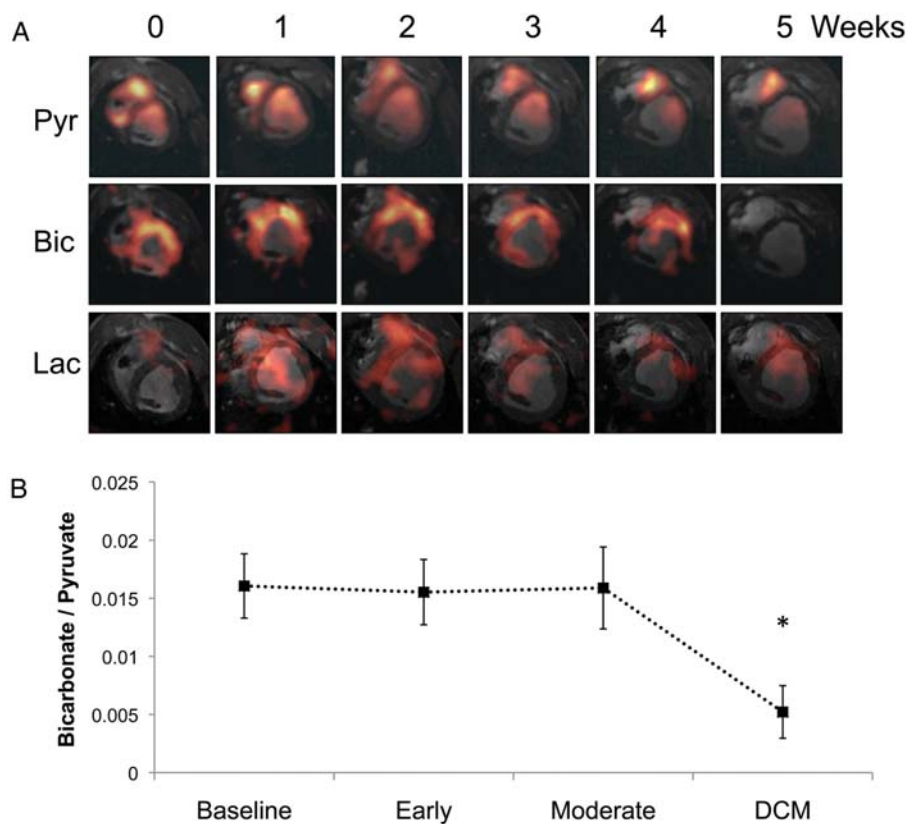 A
0 1 2 3 4 5 Weeks
Pyr
Bic
Lac
B
0.025
0.02
0.015
0.01
0.005
0
Bicarbonate / Pyruvate
*
Baseline Early Moderate DCM